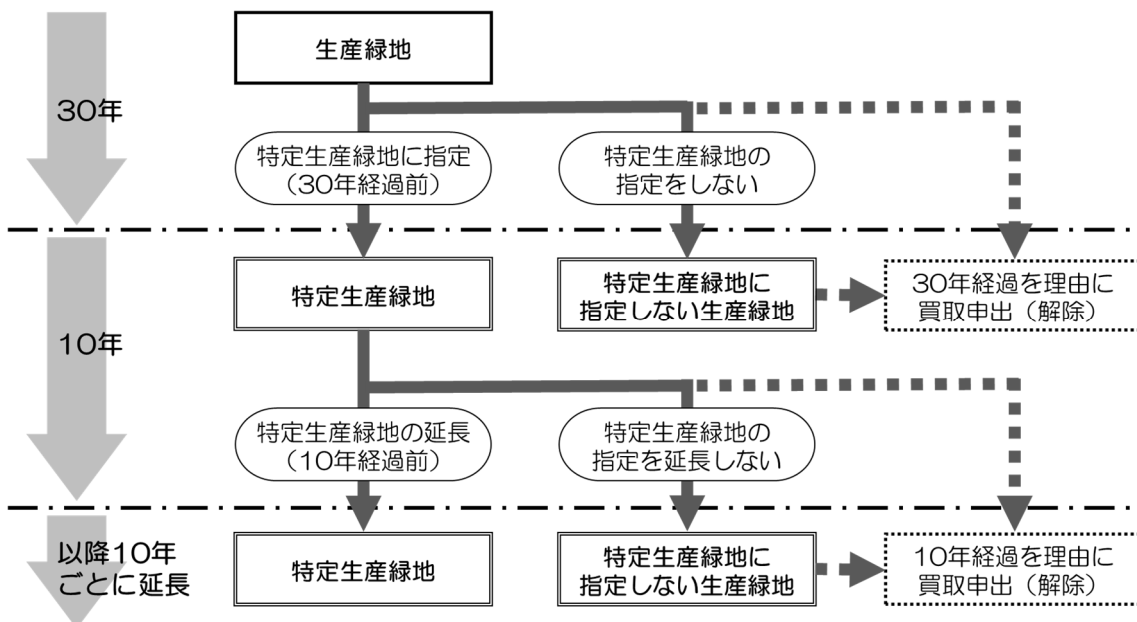 生産緑地
30年
特定生産緑地に指定
（30年経過前）
特定生産緑地の
指定をしない
特定生産緑地
特定生産緑地に
指定しない生産緑地
30年経過を理由に
買取申出（解除）
10年
特定生産緑地の延長
（10年経過前）
特定生産緑地の
指定を延長しない
以降10年
ごとに延長
特定生産緑地
特定生産緑地に
指定しない生産緑地
10年経過を理由に
買取申出（解除）